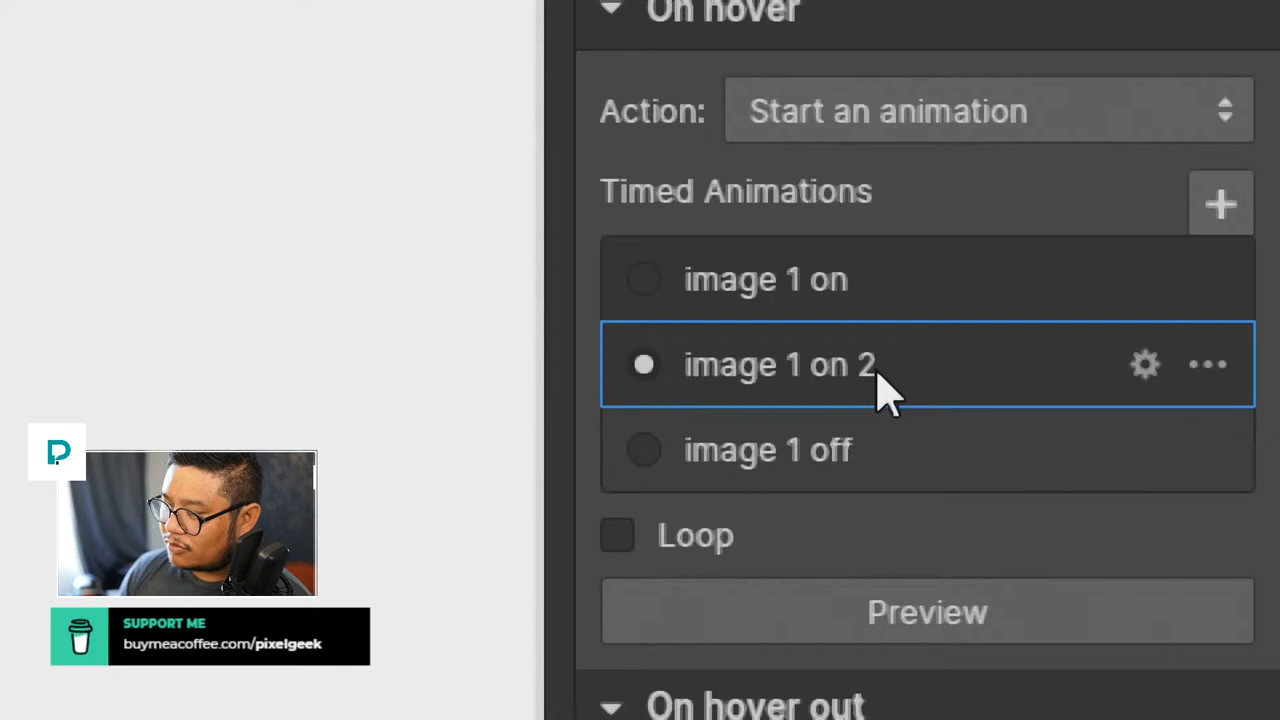 On hover
Action: Start an animation
Timed Animations
image 1 on
image 1 on 2
image 1 off
Loop
Preview
On hover out
SUPPORT ME
buymeacoffee.com/pixelgeek